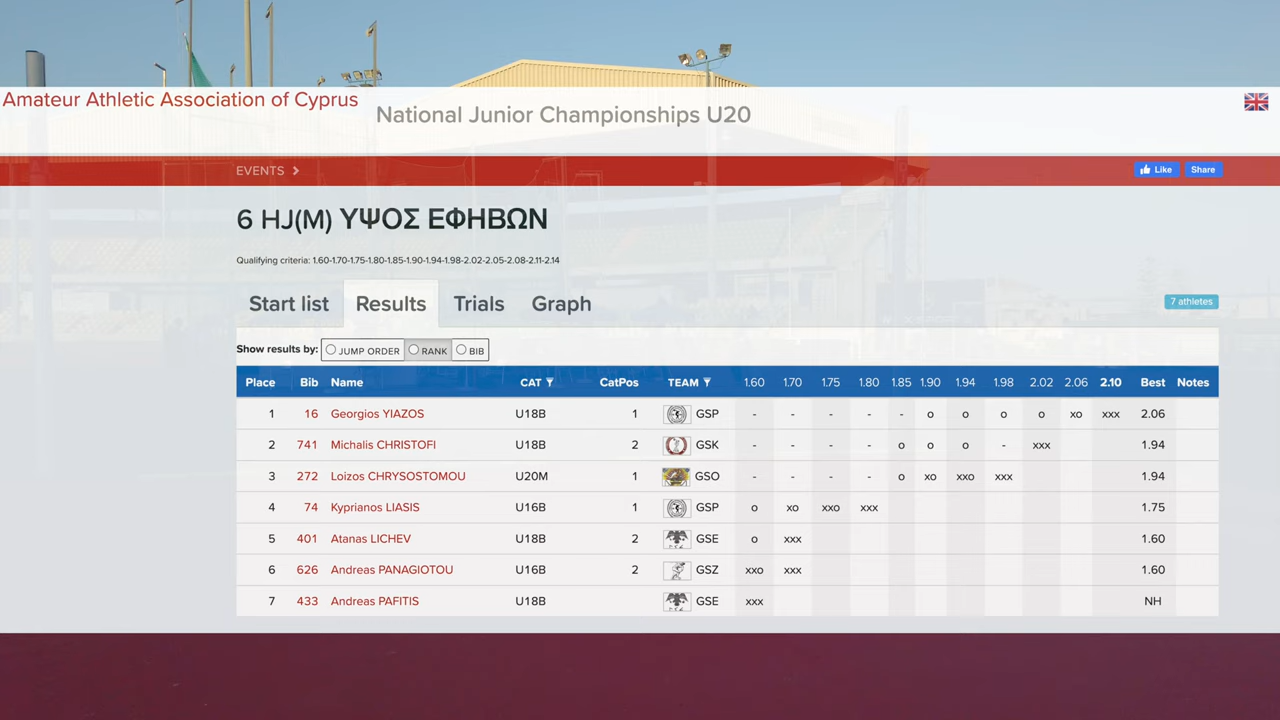 Amateur Athletic Association of Cyprus
National Junior Championships U20
EVENTS
Like Share
6 HJ(M) ΥΨΟΣ ΕΦΗΒΩΝ
Qualifying criteria: 1.60-1.70-1.75-1.80-1.85-1.90-1.94-1.98-2.02-2.05-2.08-2.11-2.14
Start list Results Trials Graph
7 athletes
Show results by: JUMP ORDER RANK BIB
Place Bib Name CAT CatPos TEAM 1.60 1.70 1.75 1.80 1.85 1.90 1.94 1.98 2.02 2.06 2.10 Best Notes
1 16 Georgios YIAZOS U18B 1 GSP - - - - - o o o o xo xxx 2.06
2 741 Michalis CHRISTOFI U18B 2 GSK - - - - o o o - xxx 1.94
3 272 Loizos CHRYSOSTOMOU U20M 1 GSO - - - - o xo xxo xxx 1.94
4 74 Kyprianos LIASIS U16B 1 GSP o xo xxo xxx 1.75
5 401 Atanas LICHEV U18B 2 GSE o xxx 1.60
6 626 Andreas PANAGIOTOU U16B 2 GSZ xxo xxx 1.60
7 433 Andreas PAFITIS U18B GSE xxx NH